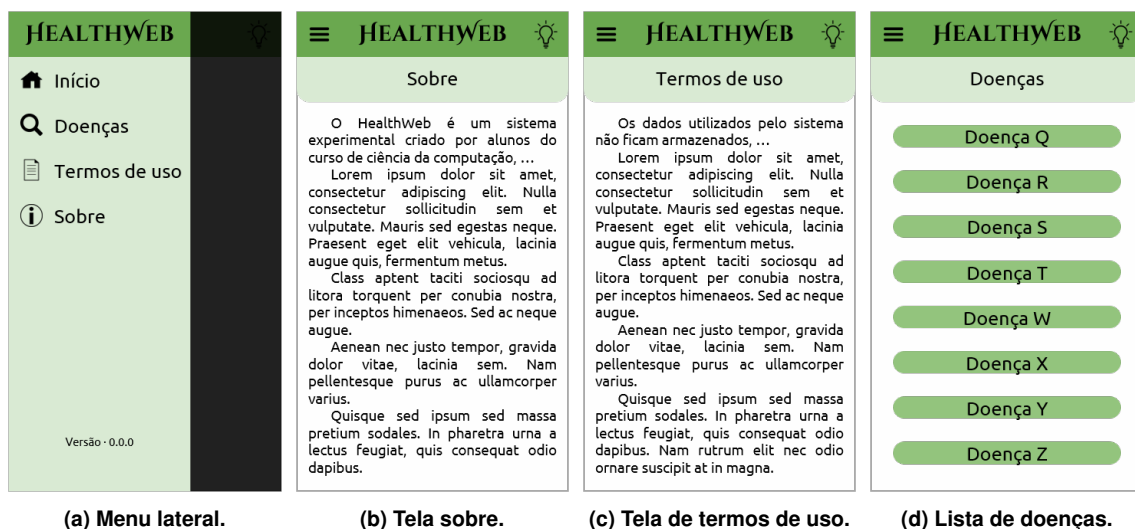 HEALTHWEB
Início
Doenças
Termos de uso
Sobre
Versão · 0.0.0
(a) Menu lateral.
HEALTHWEB
Sobre
O HealthWeb é um sistema
experimental criado por alunos do
curso de ciência da computação, ...
Lorem ipsum dolor sit amet,
consectetur adipiscing elit. Nulla
consectetur sollicitudin sem et
vulputate. Mauris sed egestas neque.
Praesent eget elit vehicula, lacinia
augue quis, fermentum metus.
Class aptent taciti sociosqu ad
litora torquent per conubia nostra,
per inceptos himenaeos. Sed ac neque
augue.
Aenean nec justo tempor, gravida
dolor vitae, lacinia sem. Nam
pellentesque purus ac ullamcorper
varius.
Quisque sed ipsum sed massa
pretium sodales. In pharetra urna a
lectus feugiat, quis consequat odio
dapibus.
(b) Tela sobre.
HEALTHWEB
Termos de uso
Os dados utilizados pelo sistema
não ficam armazenados, ...
Lorem ipsum dolor sit amet,
consectetur adipiscing elit. Nulla
consectetur sollicitudin sem et
vulputate. Mauris sed egestas neque.
Praesent eget elit vehicula, lacinia
augue quis, fermentum metus.
Class aptent taciti sociosqu ad
litora torquent per conubia nostra,
per inceptos himenaeos. Sed ac neque
augue.
Aenean nec justo tempor, gravida
dolor vitae, lacinia sem. Nam
pellentesque purus ac ullamcorper
varius.
Quisque sed ipsum sed massa
pretium sodales. In pharetra urna a
lectus feugiat, quis consequat odio
dapibus. Nam rutrum elit nec odio
ornare suscipit at in magna.
(c) Tela de termos de uso.
HEALTHWEB
Doenças
Doença Q
Doença R
Doença S
Doença T
Doença W
Doença X
Doença Y
Doença Z
(d) Lista de doenças.